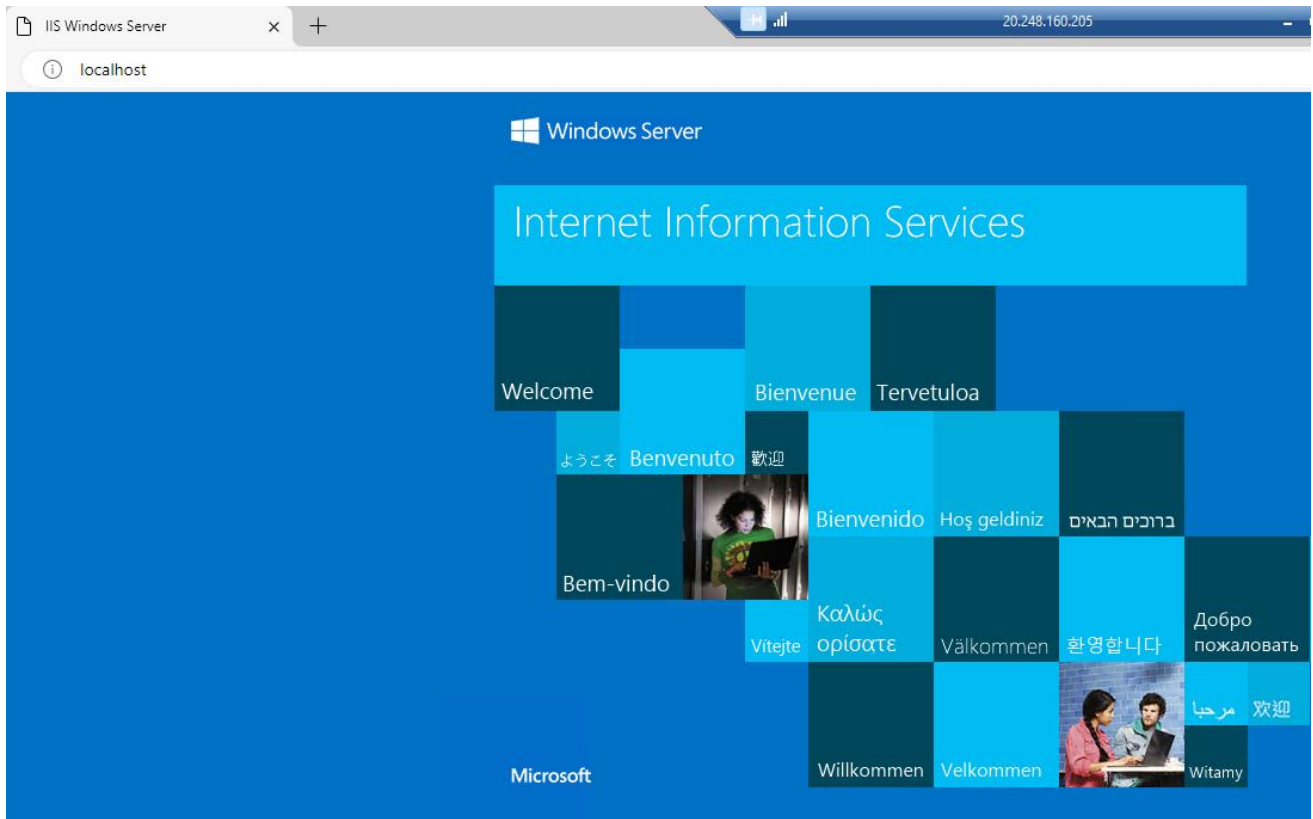 IIS Windows Server
20.248.160.205
localhost
Windows Server
Internet Information Services
Welcome
Bienvenue
Tervetuloa
ようこそ
Benvenuto
歡迎
Bienvenido
Hoş geldiniz
ברוכים הבאים
Bem-vindo
Vítejte
Καλώς
ορίσατε
Välkommen
환영합니다
Добро
пожаловать
مرحبا
欢迎
Microsoft
Willkommen
Velkommen
Witamy